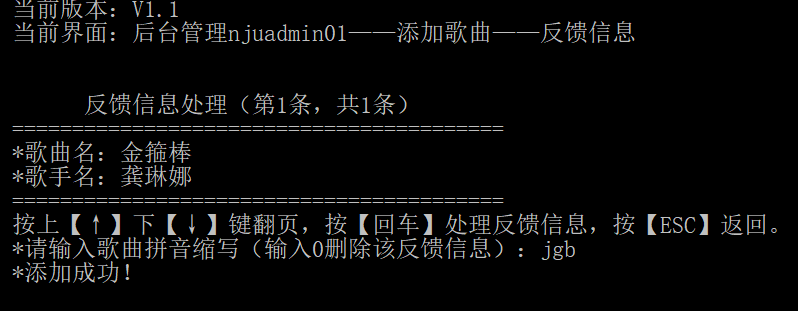 当前版本：V1.1
当前界面：后台管理njuadmin01——添加歌曲——反馈信息
反馈信息处理（第1条，共1条）
=========================================
*歌曲名：金箍棒
*歌手名：龚琳娜
=========================================
按上【↑】下【↓】键翻页，按【回车】处理反馈信息，按【ESC】返回。
*请输入歌曲拼音缩写（输入0删除该反馈信息）：jgb
*添加成功！